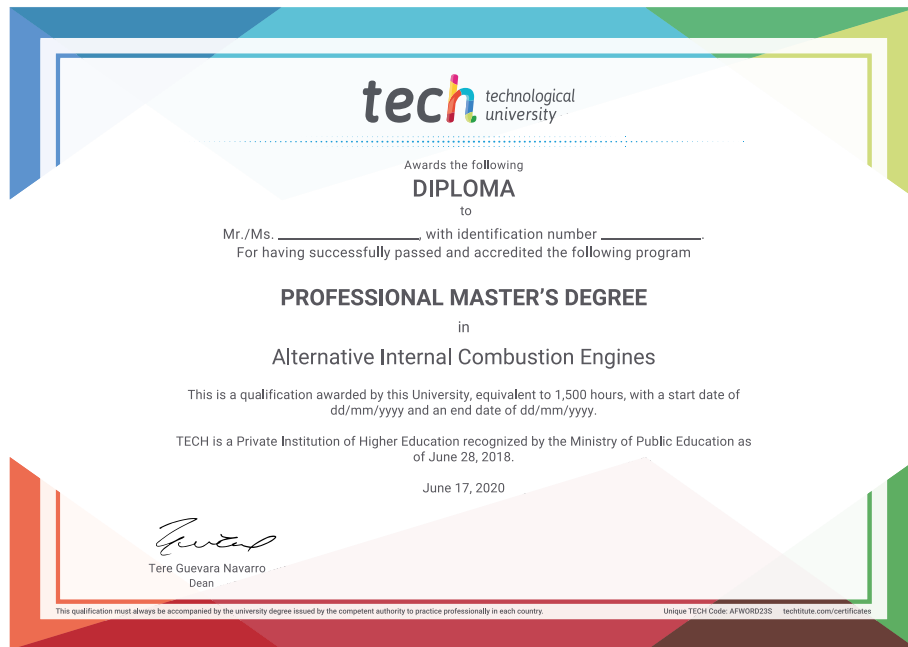 tech technological
university
Awards the following
DIPLOMA
to
Mr./Ms. ____________________, with identification number ______________.
For having successfully passed and accredited the following program
PROFESSIONAL MASTER'S DEGREE
in
Alternative Internal Combustion Engines
This is a qualification awarded by this University, equivalent to 1,500 hours, with a start date of
dd/mm/yyyy and an end date of dd/mm/yyyy.
TECH is a Private Institution of Higher Education recognized by the Ministry of Public Education as
of June 28, 2018.
June 17, 2020
Tere Guevara Navarro
Dean
This qualification must always be accompanied by the university degree issued by the competent authority to practice professionally in each country. Unique TECH Code: AFWORD23S techtitute.com/certificates